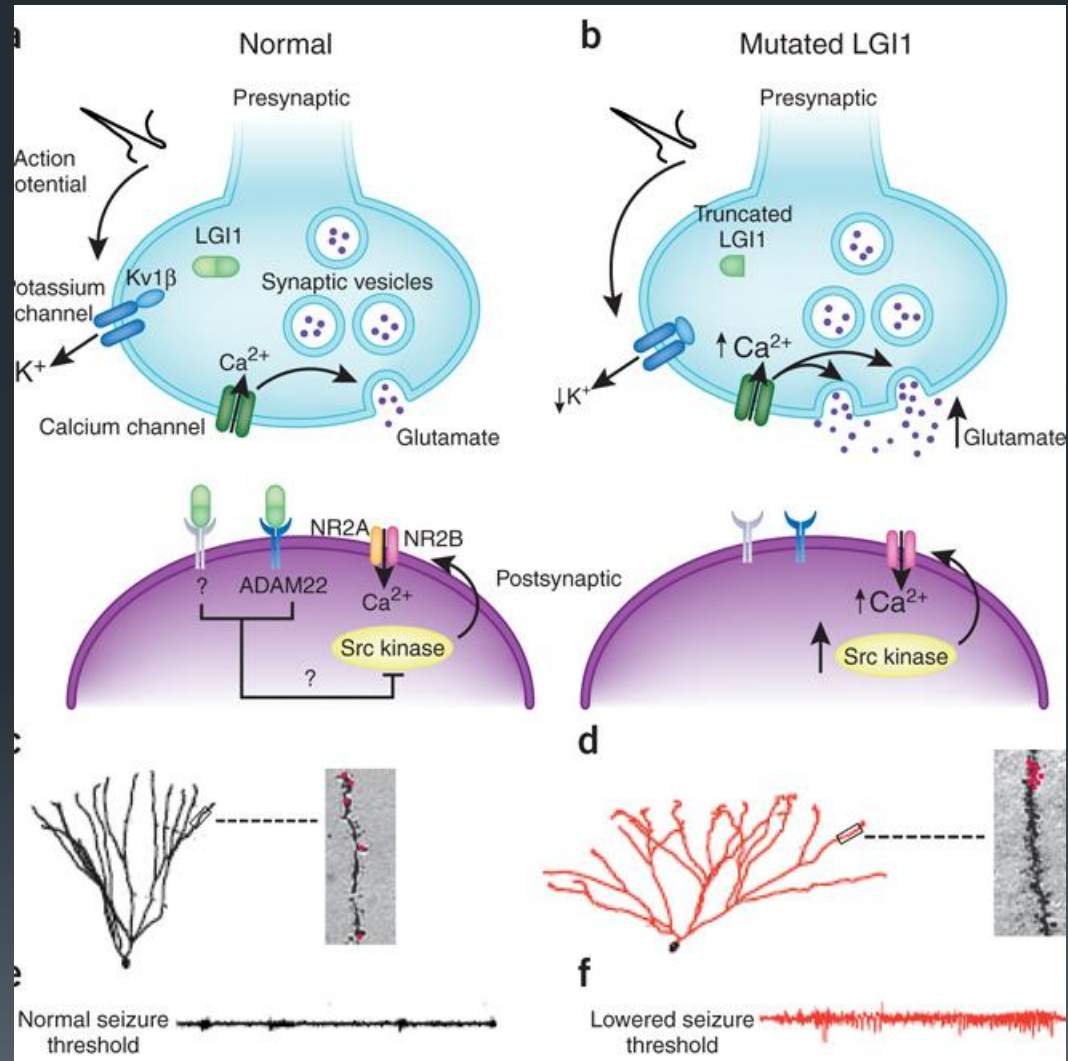 a
Normal
Presynaptic
Action
otential
LGI1
Kv1β
Synaptic vesicles
otassium
channel
K⁺
Ca²⁺
Calcium channel
Glutamate
NR2A
NR2B
?
ADAM22
Ca²⁺
Postsynaptic
Src kinase
?
b
Mutated LGI1
Presynaptic
Truncated
LGI1
↑ Ca²⁺
↓K⁺
Glutamate
↑Ca²⁺
Src kinase
c
d
e
Normal seizure
threshold
f
Lowered seizure
threshold